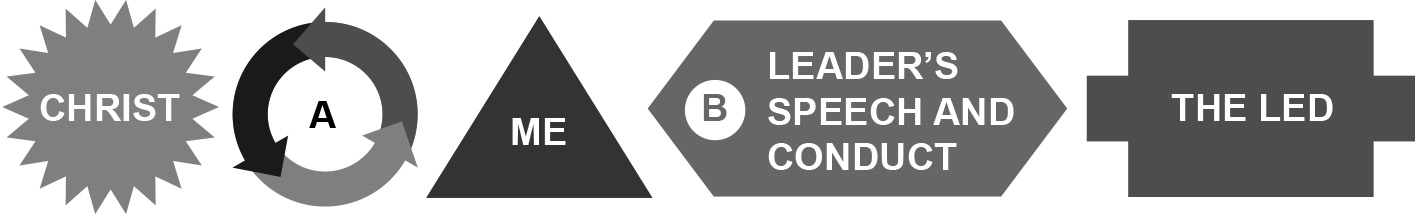 CHRIST
A
ME
B
LEADER’S
SPEECH AND
CONDUCT
THE LED